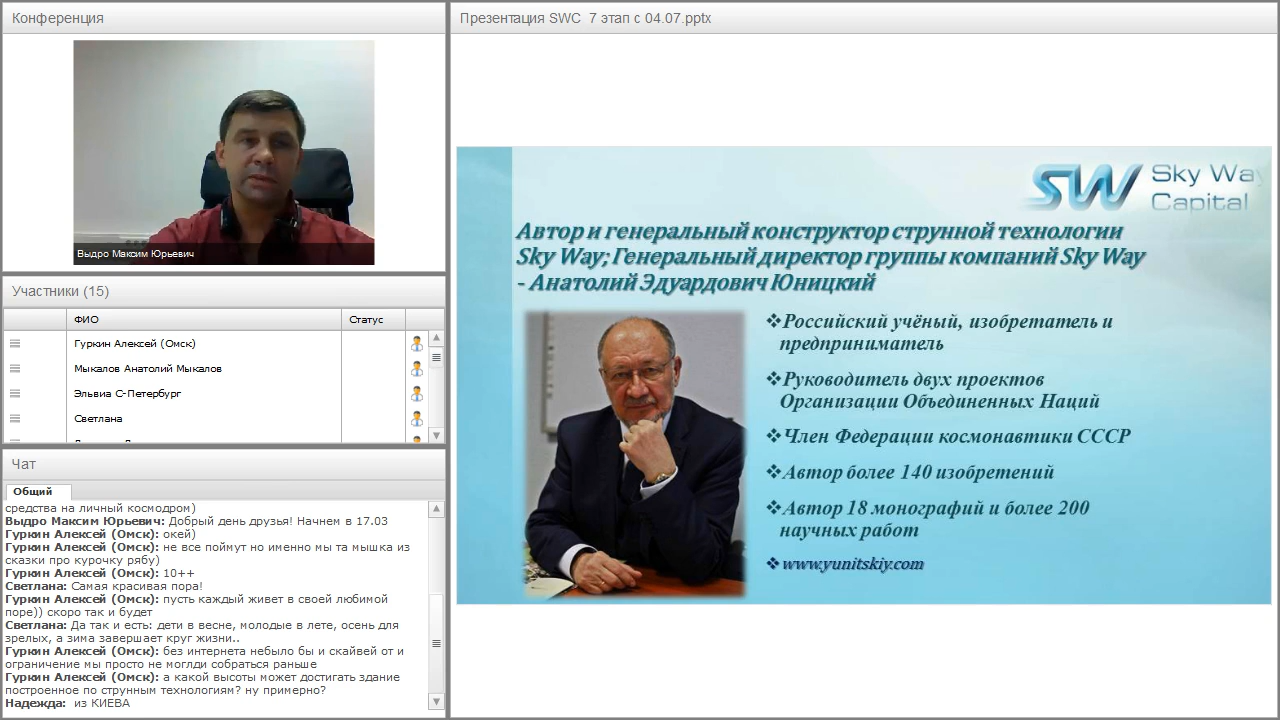 Конференция
Выдро Максим Юрьевич
Участники (15)
ФИО
Статус
Гуркин Алексей (Омск)
Мыкалов Анатолий Мыкалов
Эльвиа С-Петербург
Светлана
Чат
Общий
средства на личный космодром)
Выдро Максим Юрьевич: Добрый день друзья! Начнем в 17.03
Гуркин Алексей (Омск): окей)
Гуркин Алексей (Омск): не все поймут но именно мы та мышка из
сказки про курочку рябу)
Гуркин Алексей (Омск): 10++
Светлана: Самая красивая пора!
Гуркин Алексей (Омск): пусть каждый живет в своей любимой
поре)) скоро так и будет
Светлана: Да так и есть: дети в весне, молодые в лете, осень для
зрелых, а зима завершает круг жизни..
Гуркин Алексей (Омск): без интернета небыло бы и скайвей от и
ограничение мы просто не моглди собраться раньше
Гуркин Алексей (Омск): а какой высоты может достигать здание
построенное по струнным технологиям? ну примерно?
Надежда: из КИЕВА
Презентация SWC 7 этап с 04.07.pptx
SW Sky Way
Capital
Автор и генеральный конструктор струнной технологии
Sky Way; Генеральный директор группы компаний Sky Way
- Анатолий Эдуардович Юницкий
❖Российский учёный, изобретатель и
предприниматель
❖Руководитель двух проектов
Организации Объединенных Наций
❖Член Федерации космонавтики СССР
❖Автор более 140 изобретений
❖Автор 18 монографий и более 200
научных работ
❖www.yunitskiy.com